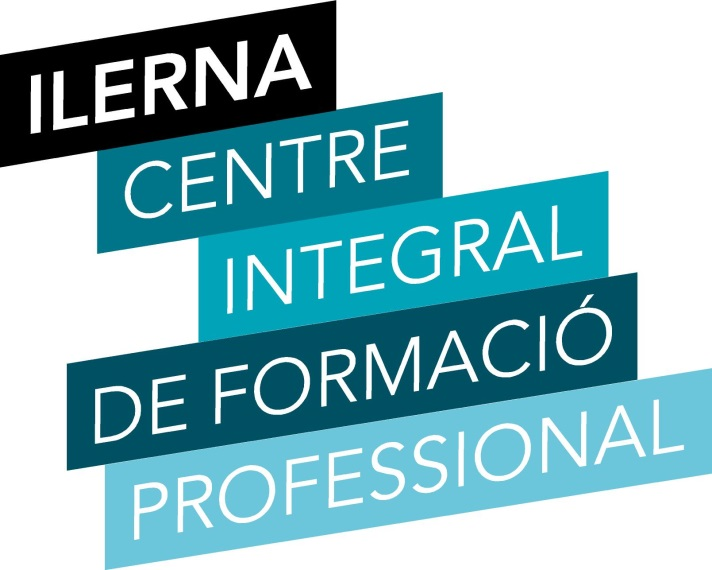 ILERNA
CENTRE
INTEGRAL
DE FORMACIÓ
PROFESSIONAL